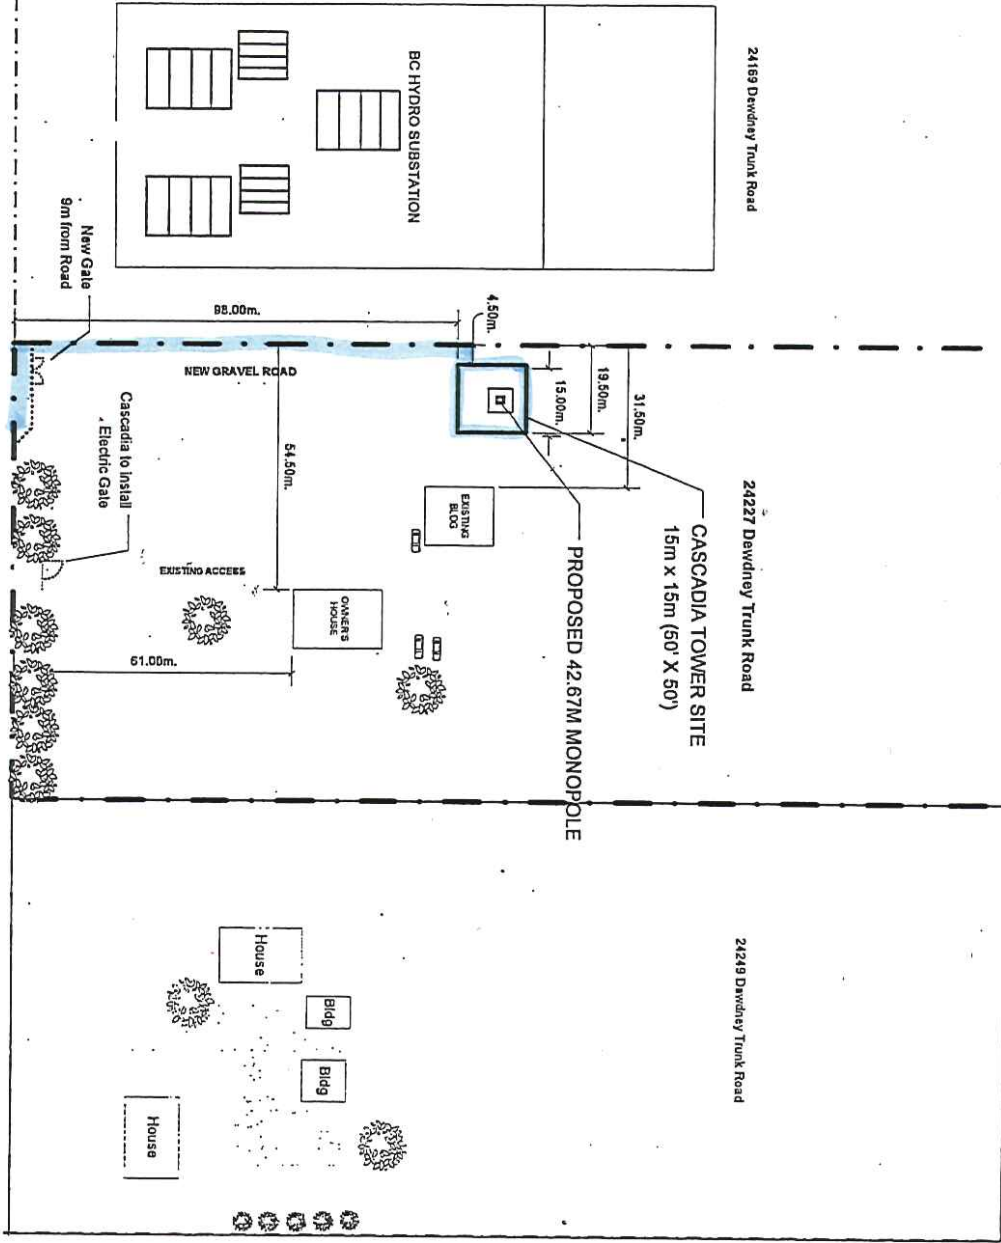 24169 Dewdney Trunk Road
BC HYDRO SUBSTATION
New Gate
9m from Road
98.00m.
4.50m.
NEW GRAVEL ROAD
15.00m.
19.50m.
31.50m.
Cascadia to Install
Electric Gate
54.50m.
EXISTING
BLDG
EXISTING ACCESS
OWNER'S
HOUSE
61.00m.
24227 Dewdney Trunk Road
CASCADIA TOWER SITE
15m x 15m (50' X 50')
PROPOSED 42.67M MONOPOLE
24249 Dewdney Trunk Road
House
Bldg
Bldg
House